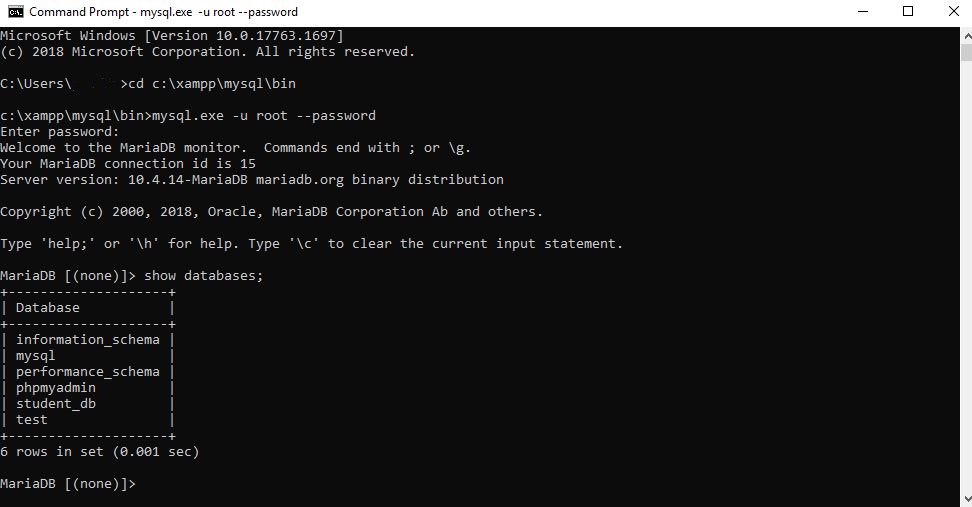 Command Prompt - mysql.exe -u root --password
Microsoft Windows [Version 10.0.17763.1697]
(c) 2018 Microsoft Corporation. All rights reserved.
C:\Users\ >cd c:\xampp\mysql\bin
c:\xampp\mysql\bin>mysql.exe -u root --password
Enter password:
Welcome to the MariaDB monitor.  Commands end with ; or \g.
Your MariaDB connection id is 15
Server version: 10.4.14-MariaDB mariadb.org binary distribution
Copyright (c) 2000, 2018, Oracle, MariaDB Corporation Ab and others.
Type 'help;' or '\h' for help. Type '\c' to clear the current input statement.
MariaDB [(none)]> show databases;
+--------------------+
| Database           |
+--------------------+
| information_schema |
| mysql              |
| performance_schema |
| phpmyadmin         |
| student_db         |
| test               |
+--------------------+
6 rows in set (0.001 sec)
MariaDB [(none)]>